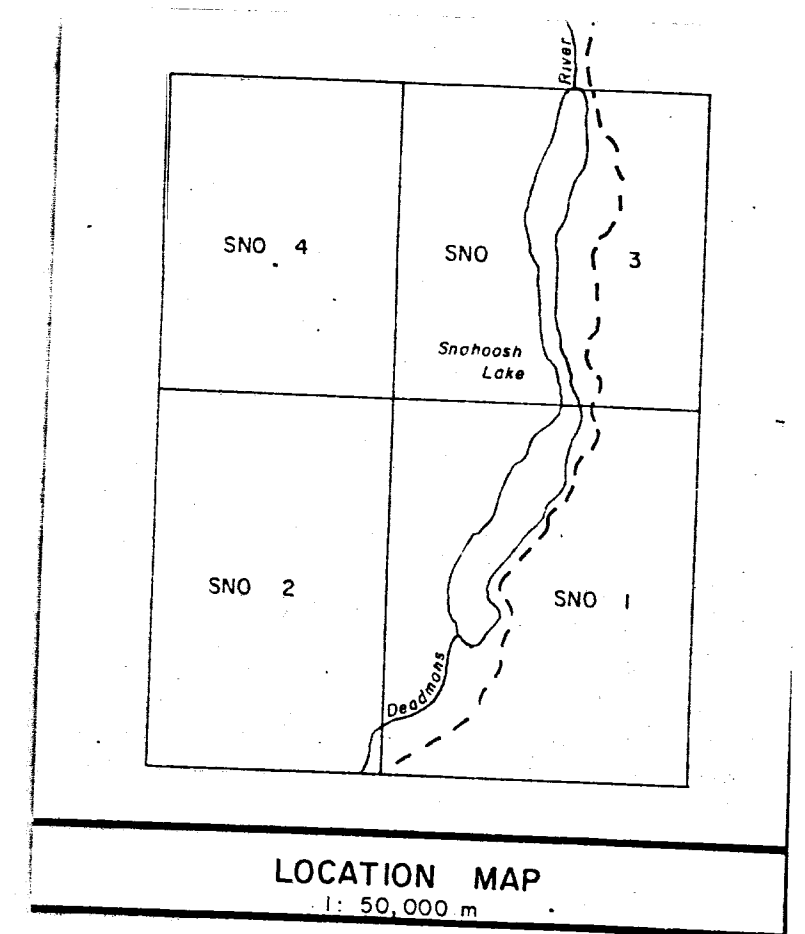 River
SNO 4
SNO 3
Snohoosh
Lake
SNO 2
SNO 1
Deadmans
LOCATION MAP
1: 50,000 m